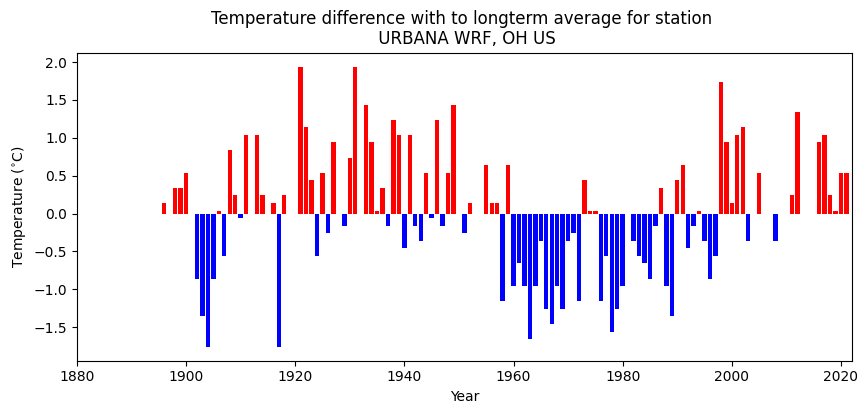 Temperature difference with to longterm average for station
URBANA WRF, OH US
2.0
1.5
1.0
0.5
0.0
−0.5
−1.0
−1.5
Temperature (°C)
1880 1900 1920 1940 1960 1980 2000 2020
Year